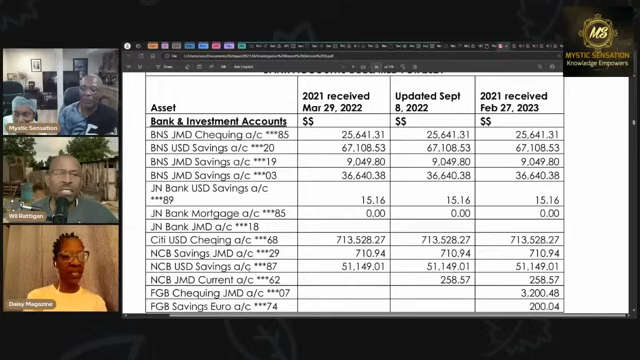 MS
MYSTIC SENSATION
Knowledge Empowers
Mystic Sensation
Wil Rattigan
Daisy Magazine
Asset 2021 received Mar 29, 2022 Updated Sept 8, 2022 2021 received Feb 27, 2023
Bank & Investment Accounts $$ $$ $$
BNS JMD Chequing a/c ***85 25,641.31 25,641.31 25,641.31
BNS USD Savings a/c ***20 67,108.53 67,108.53 67,108.53
BNS JMD Savings a/c ***19 9,049.80 9,049.80 9,049.80
BNS JMD Savings a/c ***03 36,640.38 36,640.38 36,640.38
JN Bank USD Savings a/c
***89 15.16 15.16 15.16
JN Bank Mortgage a/c ***85 0.00 0.00 0.00
JN Bank JMD a/c ***18
Citi USD Cheqing a/c ***68 713,528.27 713,528.27 713,528.27
NCB Savings JMD a/c ***29 710.94 710.94 710.94
NCB USD Savings a/c ***87 51,149.01 51,149.01 51,149.01
NCB JMD Current a/c ***62 258.57 258.57
FGB Chequing JMD a/c ***07 3,200.48
FGB Savings Euro a/c ***74 200.04